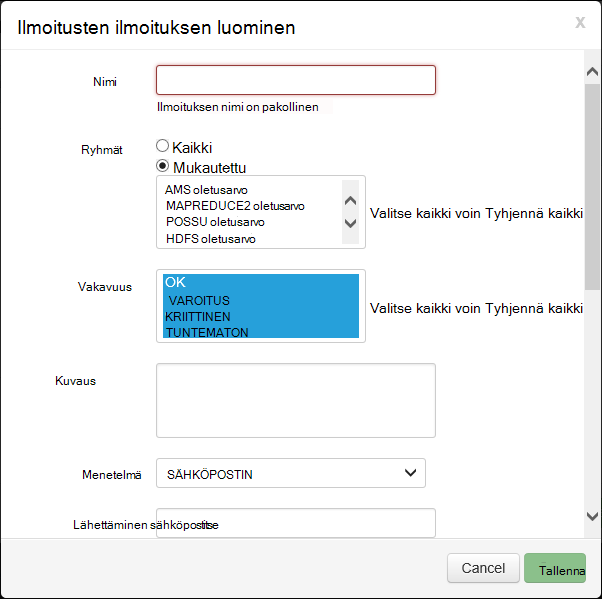 Ilmoitusten ilmoituksen luominen x
Nimi
Ilmoituksen nimi on pakollinen
Ryhmät Kaikki
Mukautettu
AMS oletusarvo
MAPREDUCE2 oletusarvo
POSSU oletusarvo
HDFS oletusarvo
Valitse kaikki voin Tyhjennä kaikki
Vakavuus
OK
VAROITUS
KRIITTINEN
TUNTEMATON
Valitse kaikki voin Tyhjennä kaikki
Kuvaus
Menetelmä SÄHKÖPOSTIN
Lähettäminen sähköpostitse
Cancel Tallenna